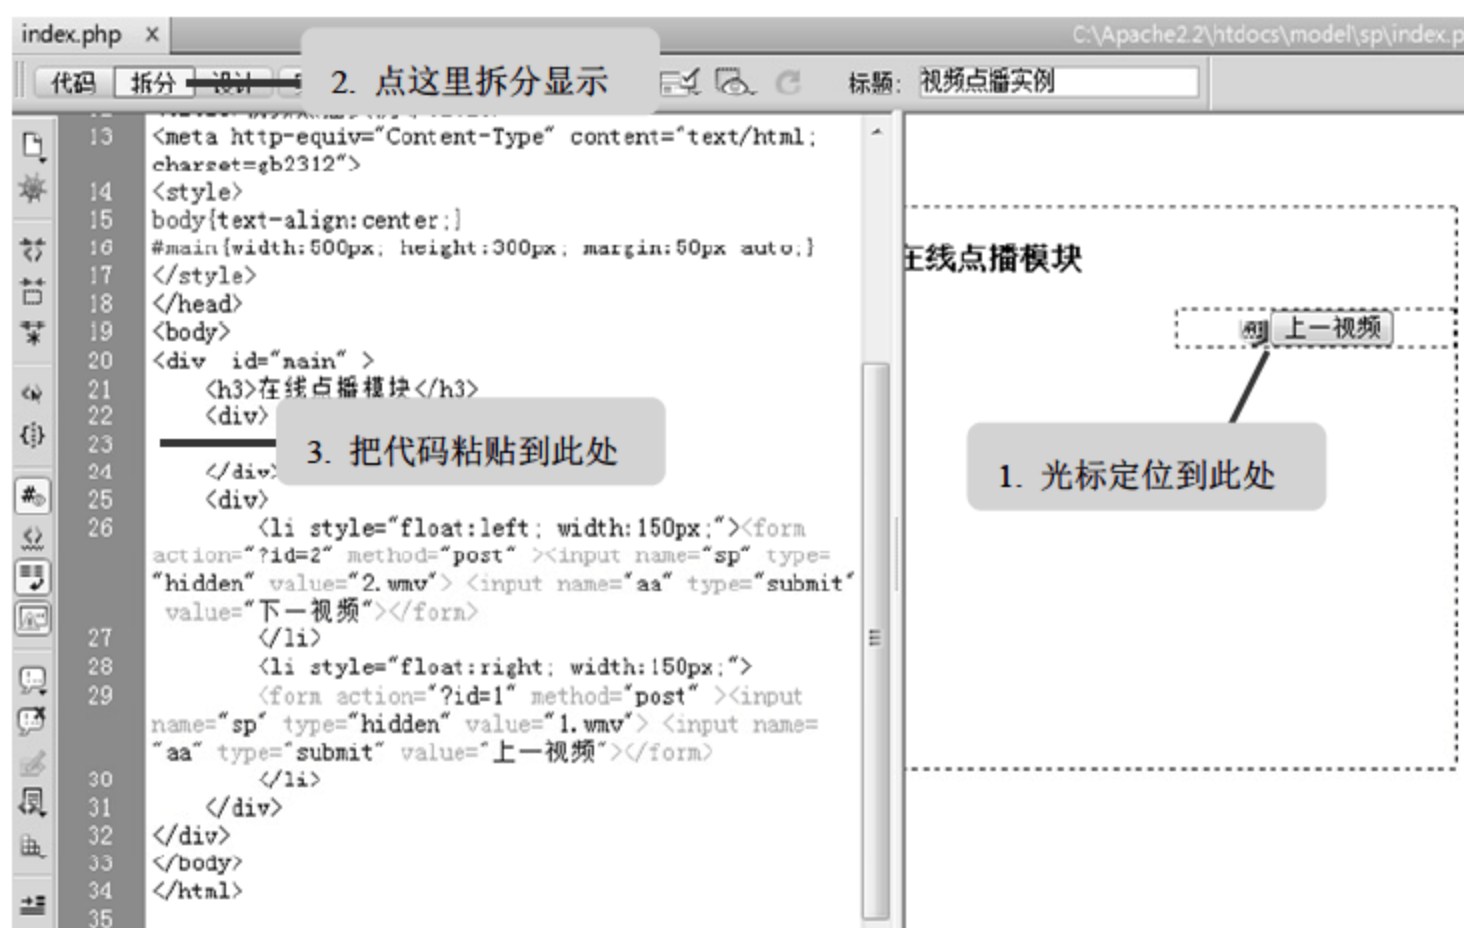 index.php X
C:\Apache2.2\htdocs\model\sp\index.p
代码 拆分 设计
2. 点这里拆分显示
标题: 视频点播实例
13 <meta http-equiv="Content-Type" content="text/html;
charset=gb2312">
14 <style>
15 body{text-align:center;}
16 #main{width:500px; height:300px; margin:50px auto;}
17 </style>
18 </head>
19 <body>
20 <div id="main" >
21 <h3>在线点播模块</h3>
22 <div>
23
3. 把代码粘贴到此处
24 </div>
25 <div>
26 <li style="float:left; width:150px;"><form
action="?id=2" method="post" ><input name="sp" type=
"hidden" value="2.wmv"> <input name="aa" type="submit"
value="下一视频"></form>
27 </li>
28 <li style="float:right; width:150px;">
29 <form action="?id=1" method="post" ><input
name="sp" type="hidden" value="1.wmv"> <input name=
"aa" type="submit" value="上一视频"></form>
30 </li>
31 </div>
32 </div>
33 </body>
34 </html>
35
在线点播模块
上一视频
1. 光标定位到此处